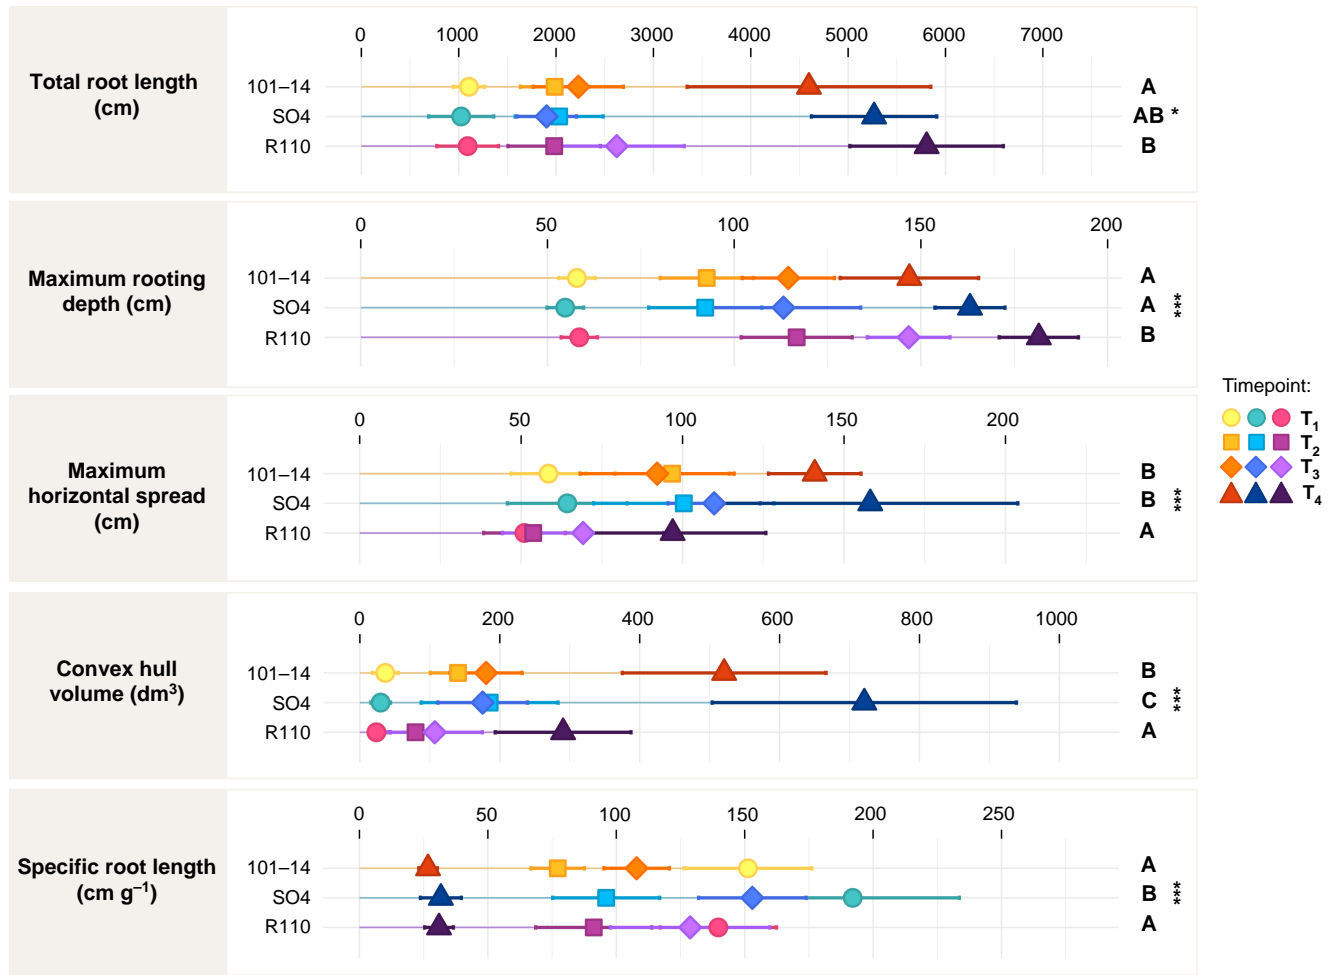 0 1000 2000 3000 4000 5000 6000 7000
Total root length
(cm)
101–14 A
SO4 AB *
R110 B
0 50 100 150 200
Maximum rooting
depth (cm)
101–14 A
SO4 A ***
R110 B
0 50 100 150 200
Maximum
horizontal spread
(cm)
101–14 B
SO4 B ***
R110 A
0 200 400 600 800 1000
Convex hull
volume (dm³)
101–14 B
SO4 C ***
R110 A
0 50 100 150 200 250
Specific root length
(cm g⁻¹)
101–14 A
SO4 B ***
R110 A
Timepoint:
T₁
T₂
T₃
T₄